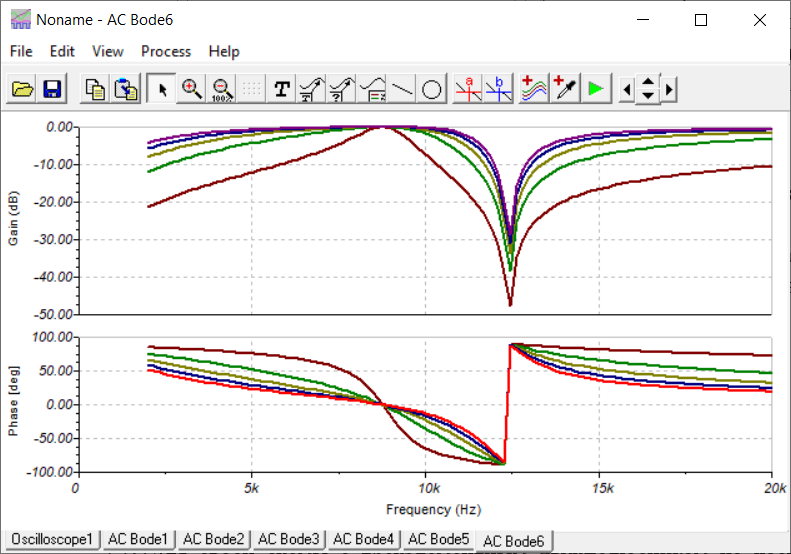 Noname - AC Bode6
File Edit View Process Help
100% T T ? a b
0.00
-10.00
-20.00
-30.00
-40.00
-50.00
Gain (dB)
100.00
50.00
0.00
-50.00
-100.00
Phase [deg]
0 5k 10k 15k 20k
Frequency (Hz)
Oscilloscope1 AC Bode1 AC Bode2 AC Bode3 AC Bode4 AC Bode5 AC Bode6